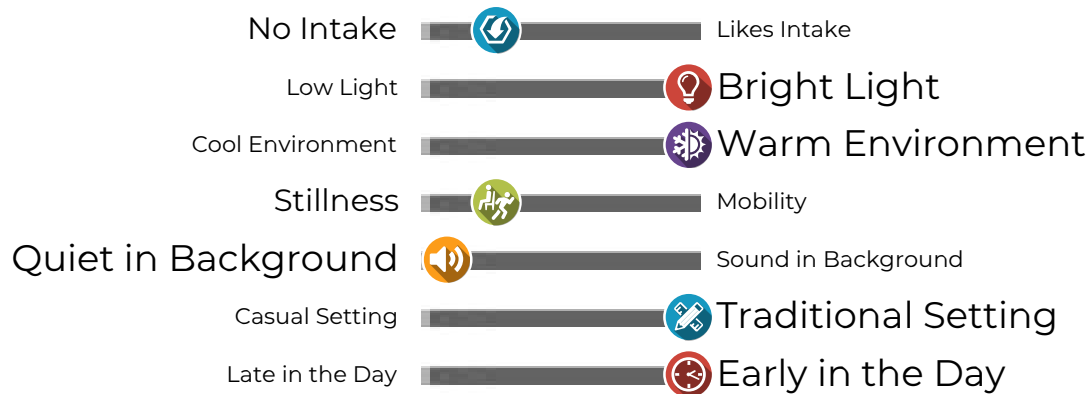 No Intake Likes Intake
Low Light Bright Light
Cool Environment Warm Environment
Stillness Mobility
Quiet in Background Sound in Background
Casual Setting Traditional Setting
Late in the Day Early in the Day